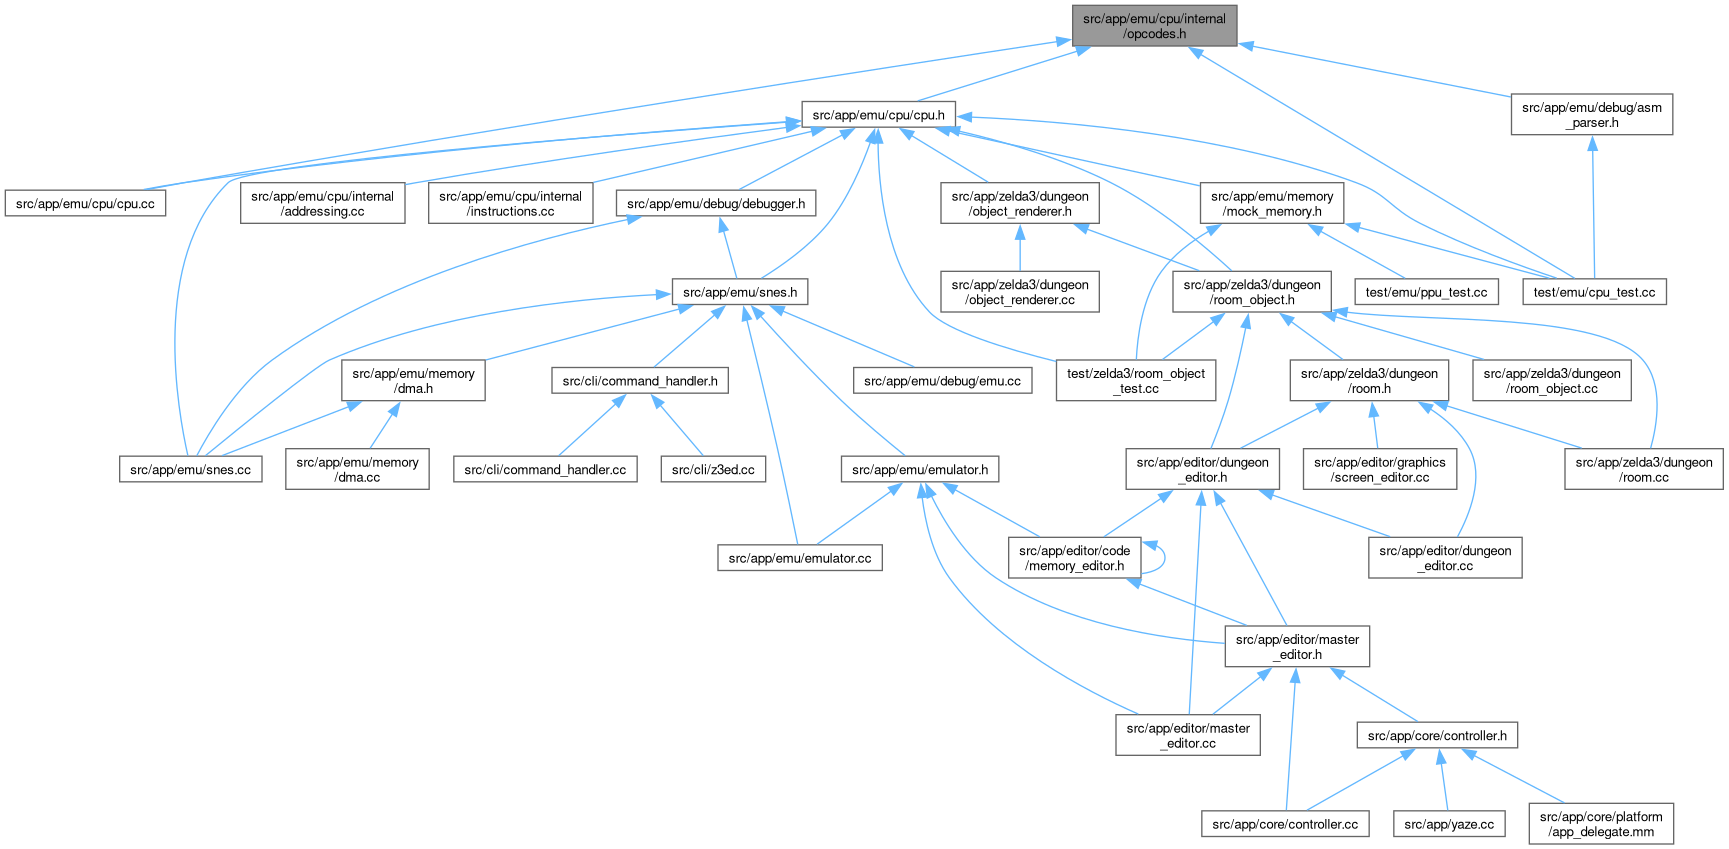 src/app/emu/cpu/internal
/opcodes.h
src/app/emu/cpu/cpu.h
src/app/emu/debug/asm
_parser.h
src/app/emu/cpu/cpu.cc
src/app/emu/cpu/internal
/addressing.cc
src/app/emu/cpu/internal
/instructions.cc
src/app/emu/debug/debugger.h
src/app/zelda3/dungeon
/object_renderer.h
src/app/emu/memory
/mock_memory.h
src/app/emu/snes.h
src/app/zelda3/dungeon
/object_renderer.cc
src/app/zelda3/dungeon
/room_object.h
test/emu/ppu_test.cc
test/emu/cpu_test.cc
src/app/emu/memory
/dma.h
src/cli/command_handler.h
src/app/emu/debug/emu.cc
test/zelda3/room_object
_test.cc
src/app/zelda3/dungeon
/room.h
src/app/zelda3/dungeon
/room_object.cc
src/app/emu/snes.cc
src/app/emu/memory
/dma.cc
src/cli/command_handler.cc
src/cli/z3ed.cc
src/app/emu/emulator.h
src/app/editor/dungeon
_editor.h
src/app/editor/graphics
/screen_editor.cc
src/app/zelda3/dungeon
/room.cc
src/app/emu/emulator.cc
src/app/editor/code
/memory_editor.h
src/app/editor/dungeon
_editor.cc
src/app/editor/master
_editor.h
src/app/editor/master
_editor.cc
src/app/core/controller.h
src/app/core/controller.cc
src/app/yaze.cc
src/app/core/platform
/app_delegate.mm